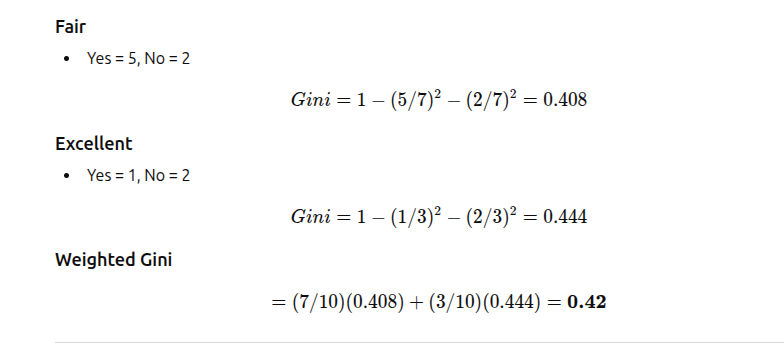 Fair
• Yes = 5, No = 2
Gini = 1 − (5/7)² − (2/7)² = 0.408
Excellent
• Yes = 1, No = 2
Gini = 1 − (1/3)² − (2/3)² = 0.444
Weighted Gini
= (7/10)(0.408) + (3/10)(0.444) = 0.42